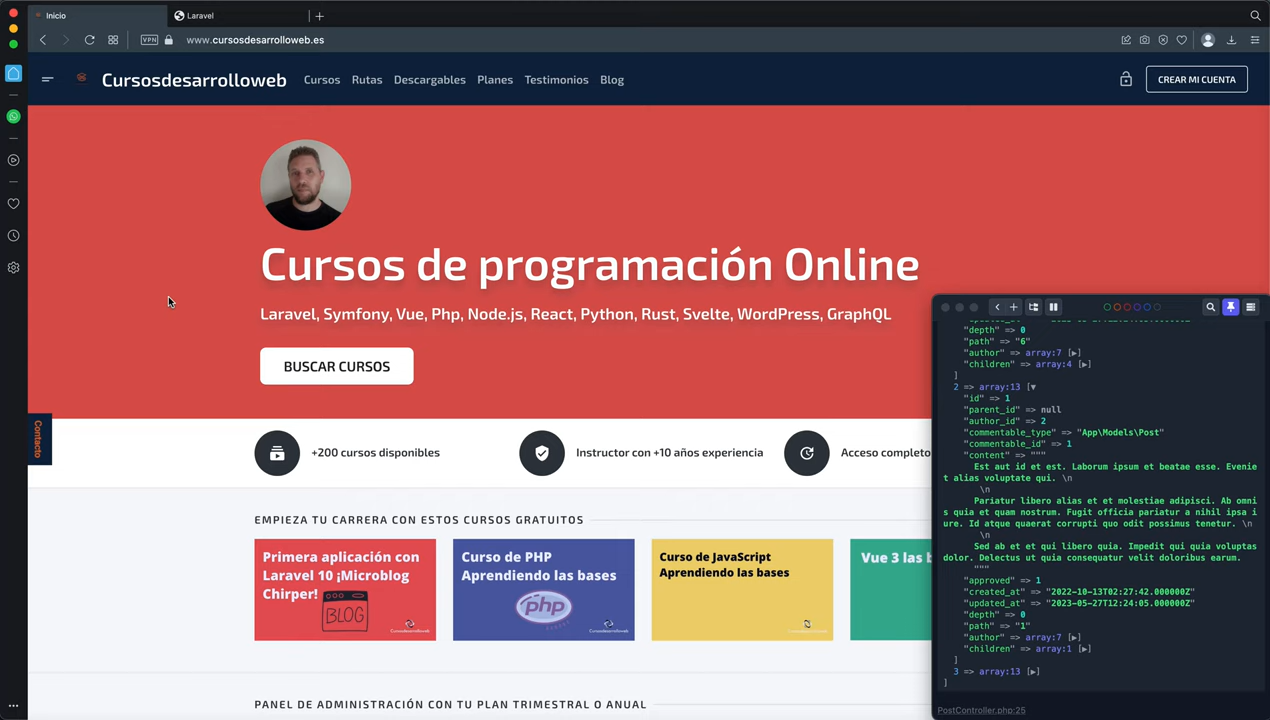 Inicio
Laravel
VPN
www.cursosdesarrolloweb.es
Cursosdesarrolloweb
Cursos
Rutas
Descargables
Planes
Testimonios
Blog
CREAR MI CUENTA
Cursos de programación Online
Laravel, Symfony, Vue, Php, Node.js, React, Python, Rust, Svelte, WordPress, GraphQL
BUSCAR CURSOS
Contacto
+200 cursos disponibles
Instructor con +10 años experiencia
Acceso completo
EMPIEZA TU CARRERA CON ESTOS CURSOS GRATUITOS
Primera aplicación con
Laravel 10 ¡Microblog
Chirper!
BLOG
Cursosdesarrolloweb
Curso de PHP
Aprendiendo las bases
php
Cursosdesarrolloweb
Curso de JavaScript
Aprendiendo las bases
Cursosdesarrolloweb
Vue 3 las b
PANEL DE ADMINISTRACIÓN CON TU PLAN TRIMESTRAL O ANUAL
"depth" => 0
"path" => "6"
"author" => array:7 [▶]
"children" => array:4 [▶]
]
2 => array:13 [▼
"id" => 1
"parent_id" => null
"author_id" => 2
"commentable_type" => "App\Models\Post"
"commentable_id" => 1
"content" => """
Est aut id et est. Laborum ipsum et beatae esse. Evenie
t alias voluptate qui. \n
\n
Pariatur libero alias et et molestiae adipisci. Ab omni
s quia et quam nostrum. Fugit officia pariatur a nihil ipsa i
ure. Id atque quaerat corrupti quo odit possimus tenetur. \n
\n
Sed ab et et qui libero quia. Impedit qui quia voluptas
dolor. Delectus ut quia consequatur velit doloribus earum.
"""
"approved" => 1
"created_at" => "2022-10-13T02:27:42.000000Z"
"updated_at" => "2023-05-27T12:24:05.000000Z"
"depth" => 0
"path" => "1"
"author" => array:7 [▶]
"children" => array:1 [▶]
]
3 => array:13 [▶]
]
PostController.php:25